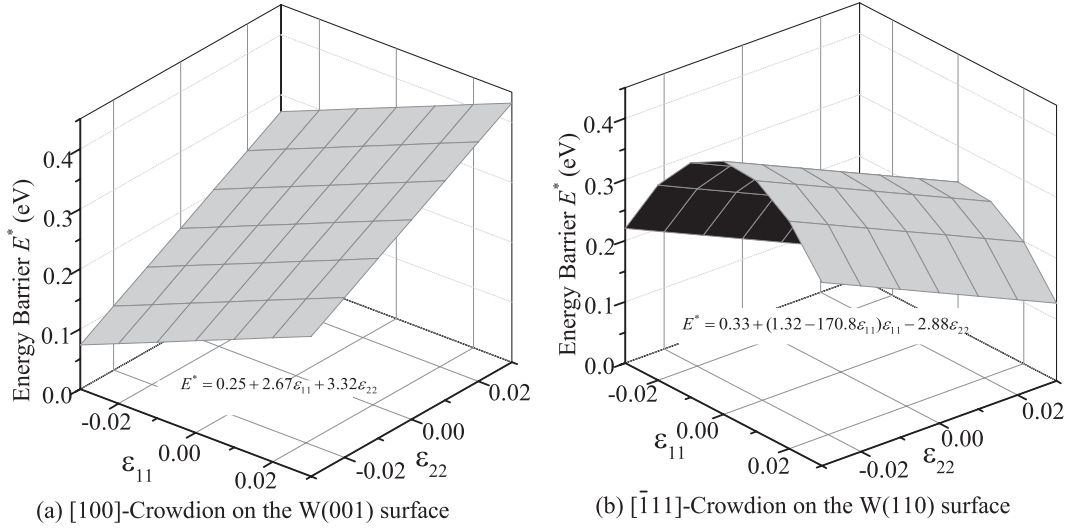 Energy Barrier E* (eV)
0.4
0.3
0.2
0.1
0.0
-0.02
0.00
0.02
ε11
-0.02
0.00
0.02
ε22
E* = 0.25 + 2.67ε11 + 3.32ε22
(a) [100]-Crowdion on the W(001) surface
Energy Barrier E* (eV)
0.4
0.3
0.2
0.1
0.0
-0.02
0.00
0.02
ε11
-0.02
0.00
0.02
ε22
E* = 0.33 + (1.32 − 170.8ε11)ε11 − 2.88ε22
(b) [1̄11]-Crowdion on the W(110) surface